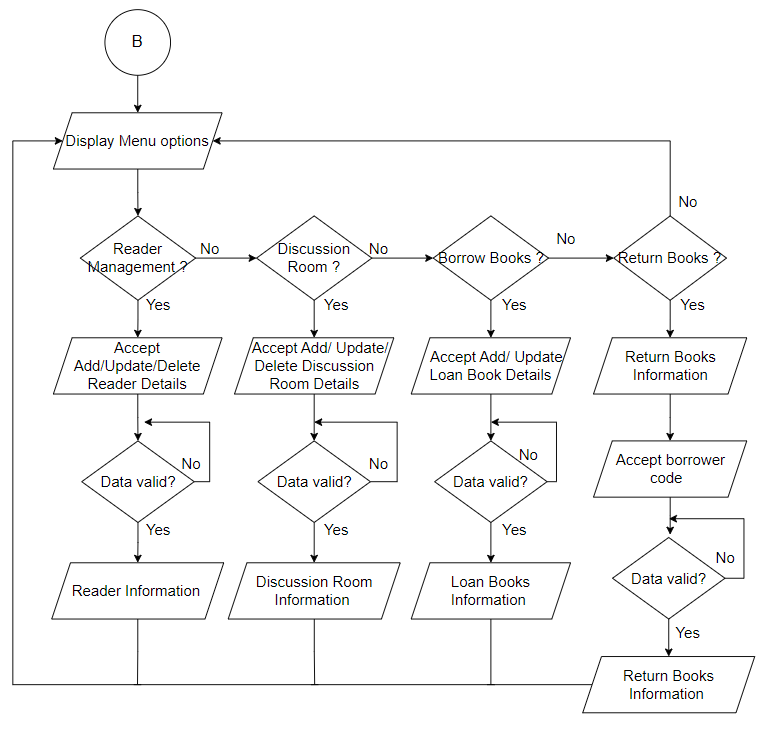 B
Display Menu options
Reader
Management ?
No
Discussion
Room ?
No
Borrow Books ?
No
Return Books ?
No
Yes
Yes
Yes
Yes
Accept
Add/Update/Delete
Reader Details
Accept Add/ Update/
Delete Discussion
Room Details
Accept Add/ Update
Loan Book Details
Return Books
Information
Data valid?
No
Data valid?
No
Data valid?
No
Accept borrower
code
Yes
Yes
Yes
Data valid?
No
Reader Information
Discussion Room
Information
Loan Books
Information
Yes
Return Books
Information